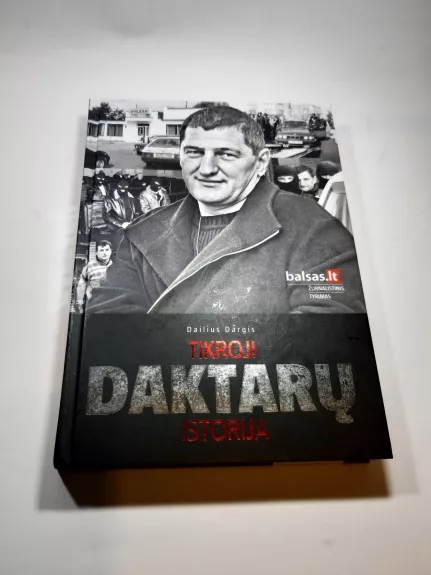 balsas.lt
ŽURNALISTINIS
TYRIMAS
Dailius Dargis
TIKROJI
DAKTARŲ
ISTORIJA